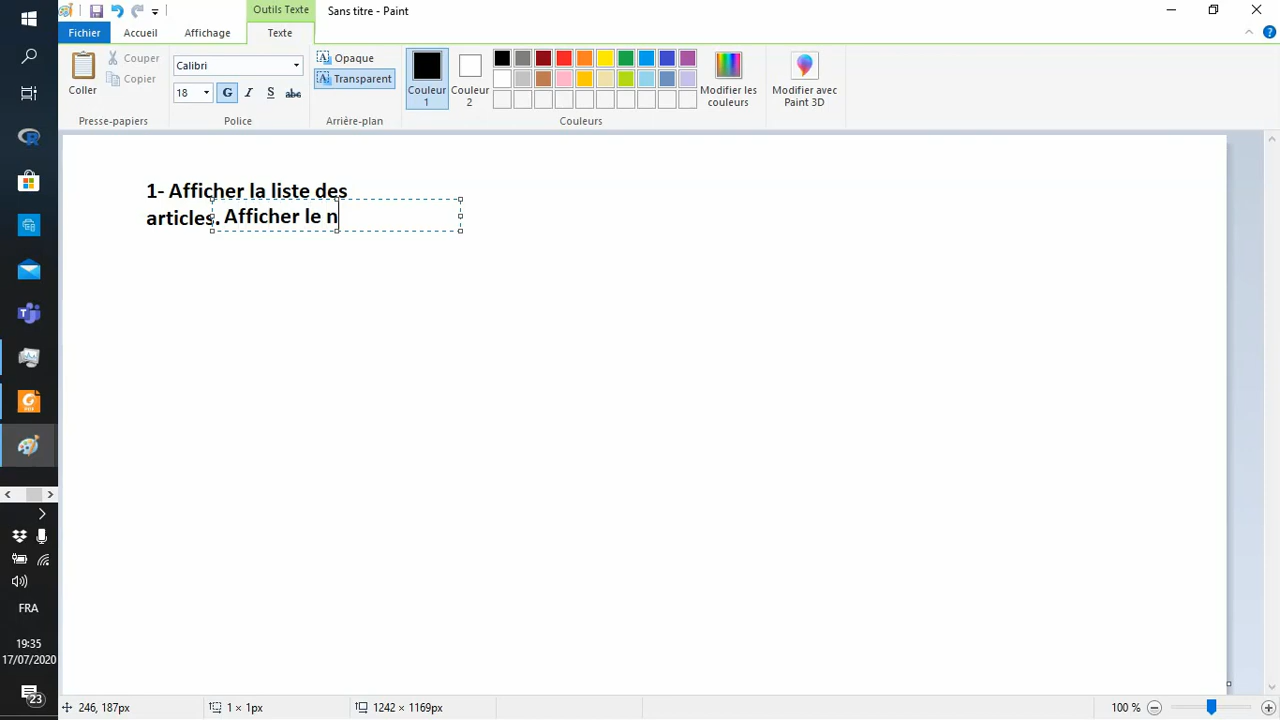 Outils Texte
Sans titre - Paint
Fichier
Accueil
Affichage
Texte
Coller
Couper
Copier
Presse-papiers
Calibri
18
G
I
S
abc
Police
Opaque
Transparent
Arrière-plan
Couleur
1
Couleur
2
Couleurs
Modifier les
couleurs
Modifier avec
Paint 3D
1- Afficher la liste des
articles. Afficher le n
FRA
19:35
17/07/2020
23
246, 187px
1 × 1px
1242 × 1169px
100 %